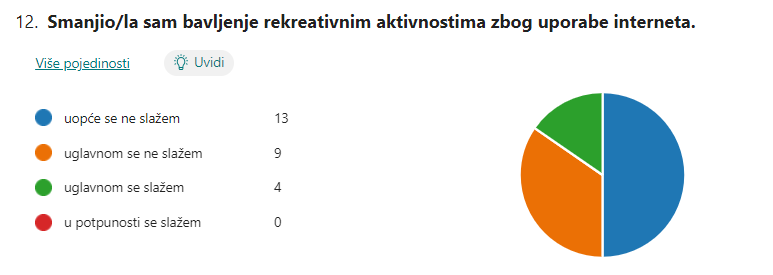 12. Smanjio/la sam bavljenje rekreativnim aktivnostima zbog uporabe interneta.
Više pojedinosti Uvidi
uopće se ne slažem 13
uglavnom se ne slažem 9
uglavnom se slažem 4
u potpunosti se slažem 0